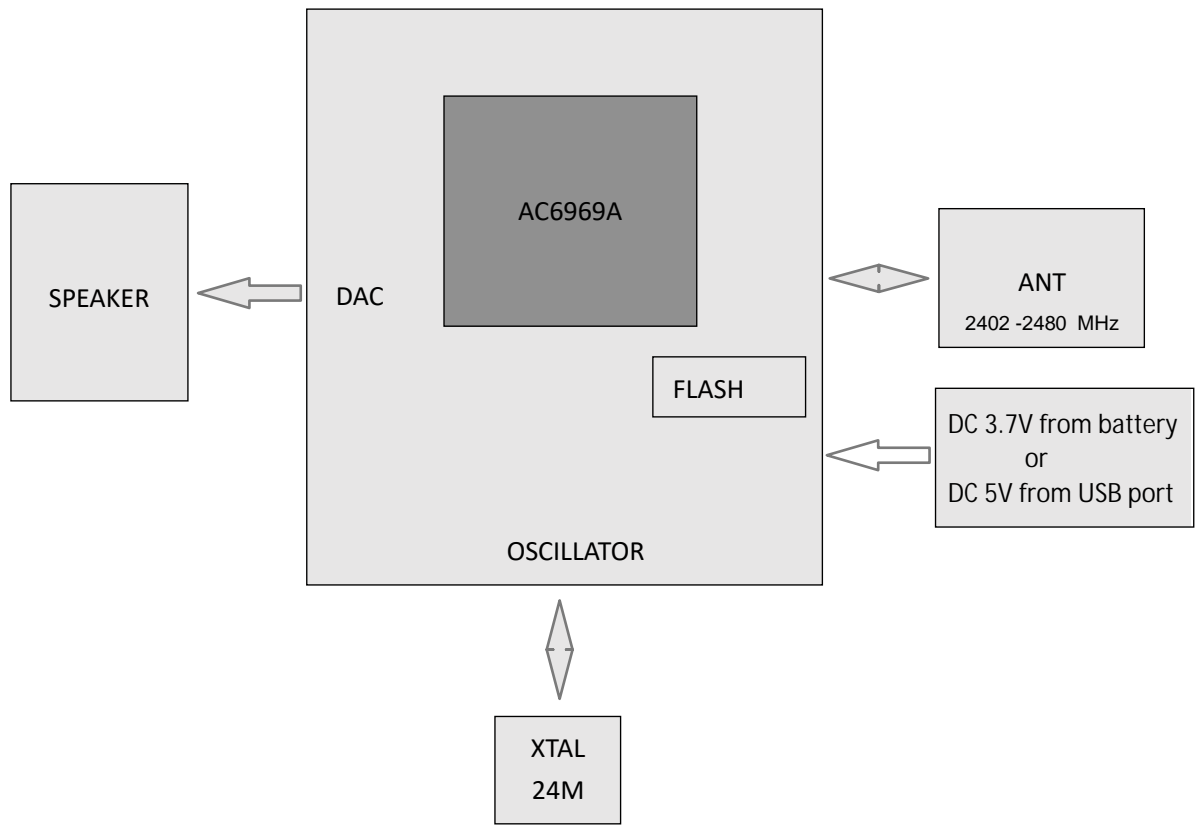 AC6969A
SPEAKER
DAC
ANT
2402 -2480 MHz
FLASH
DC 3.7V from battery
or
DC 5V from USB port
OSCILLATOR
XTAL
24M